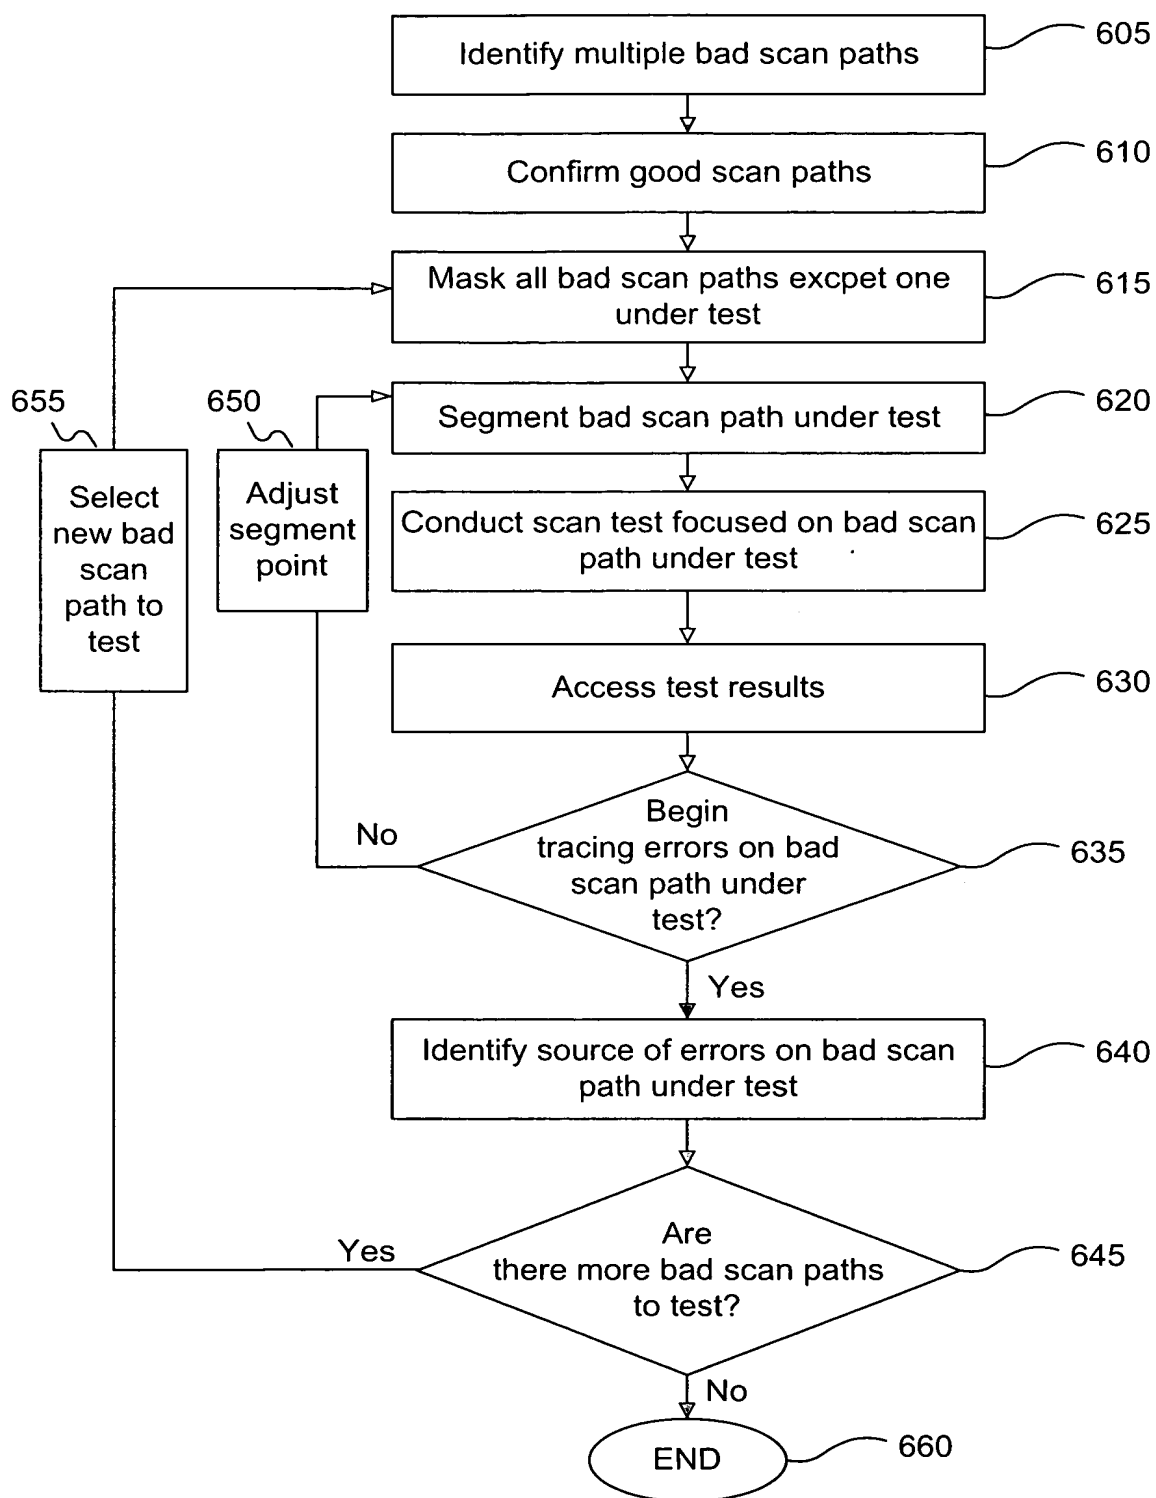 Identify multiple bad scan paths
605
Confirm good scan paths
610
Mask all bad scan paths excpet one
under test
615
Segment bad scan path under test
620
655
Select
new bad
scan
path to
test
650
Adjust
segment
point
Conduct scan test focused on bad scan
path under test
625
Access test results
630
Begin
tracing errors on bad
scan path under
test?
635
No
Yes
Identify source of errors on bad scan
path under test
640
Are
there more bad scan paths
to test?
645
Yes
No
END
660